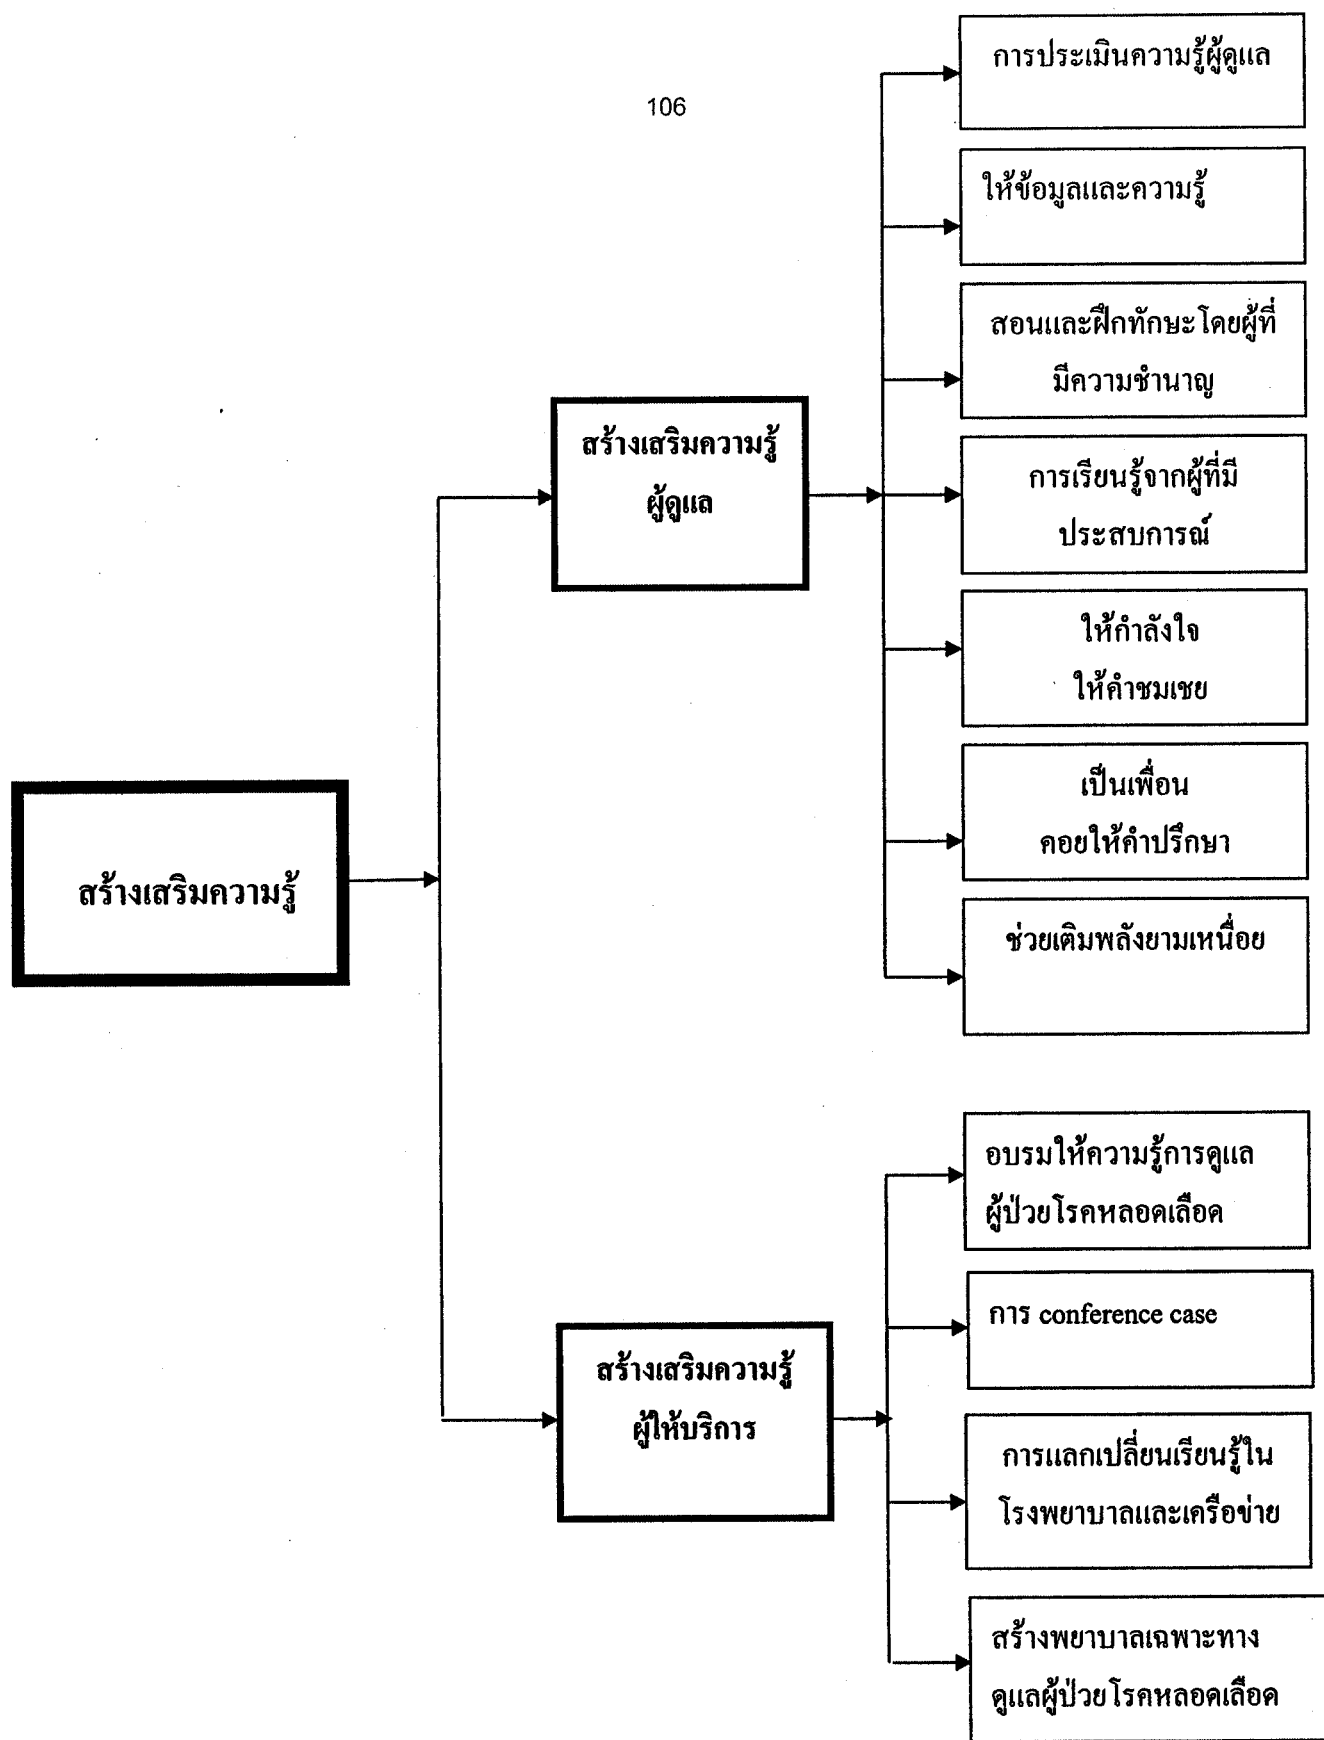 106
การประเมินความรู้ผู้ดูแล
ให้ข้อมูลและความรู้
สอนและฝึกทักษะโดยผู้ที่
มีความชำนาญ
สร้างเสริมความรู้
ผู้ดูแล
การเรียนรู้จากผู้ที่มี
ประสบการณ์
ให้กำลังใจ
ให้คำชมเชย
เป็นเพื่อน
คอยให้คำปรึกษา
สร้างเสริมความรู้
ช่วยเติมพลังยามเหนื่อย
อบรมให้ความรู้การดูแล
ผู้ป่วยโรคหลอดเลือด
การ conference case
สร้างเสริมความรู้
ผู้ให้บริการ
การแลกเปลี่ยนเรียนรู้ใน
โรงพยาบาลและเครือข่าย
สร้างพยาบาลเฉพาะทาง
ดูแลผู้ป่วยโรคหลอดเลือด